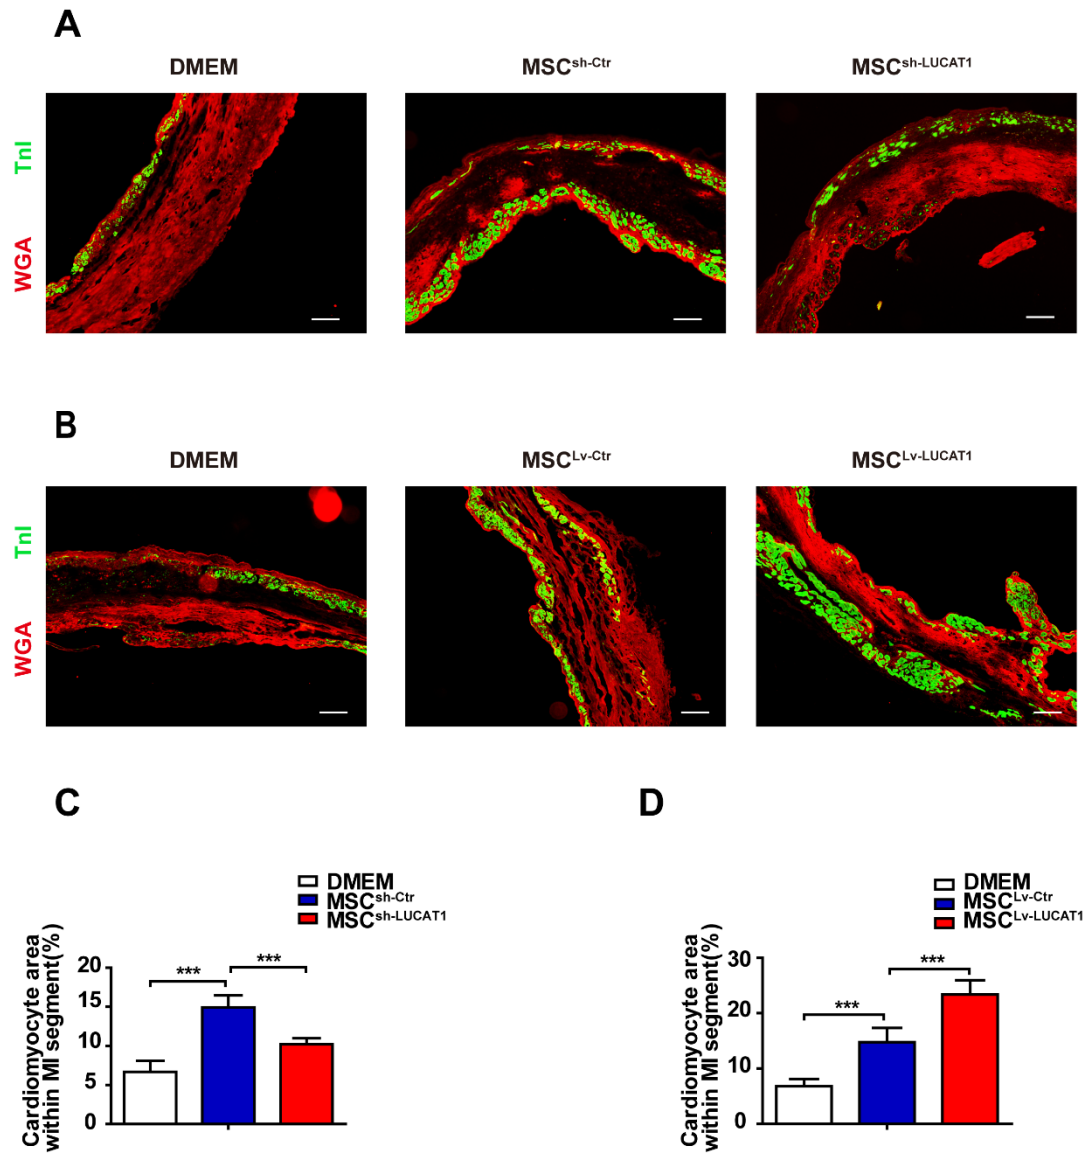 A
DMEM
MSCsh-Ctr
MSCsh-LUCAT1
TnI
WGA
B
DMEM
MSCLv-Ctr
MSCLv-LUCAT1
TnI
WGA
C
D
DMEM
MSCsh-Ctr
MSCsh-LUCAT1
Cardiomyocyte area
within MI segment(%)
20
15
10
5
0
***
***
DMEM
MSCLv-Ctr
MSCLv-LUCAT1
Cardiomyocyte area
within MI segment(%)
30
20
10
0
***
***